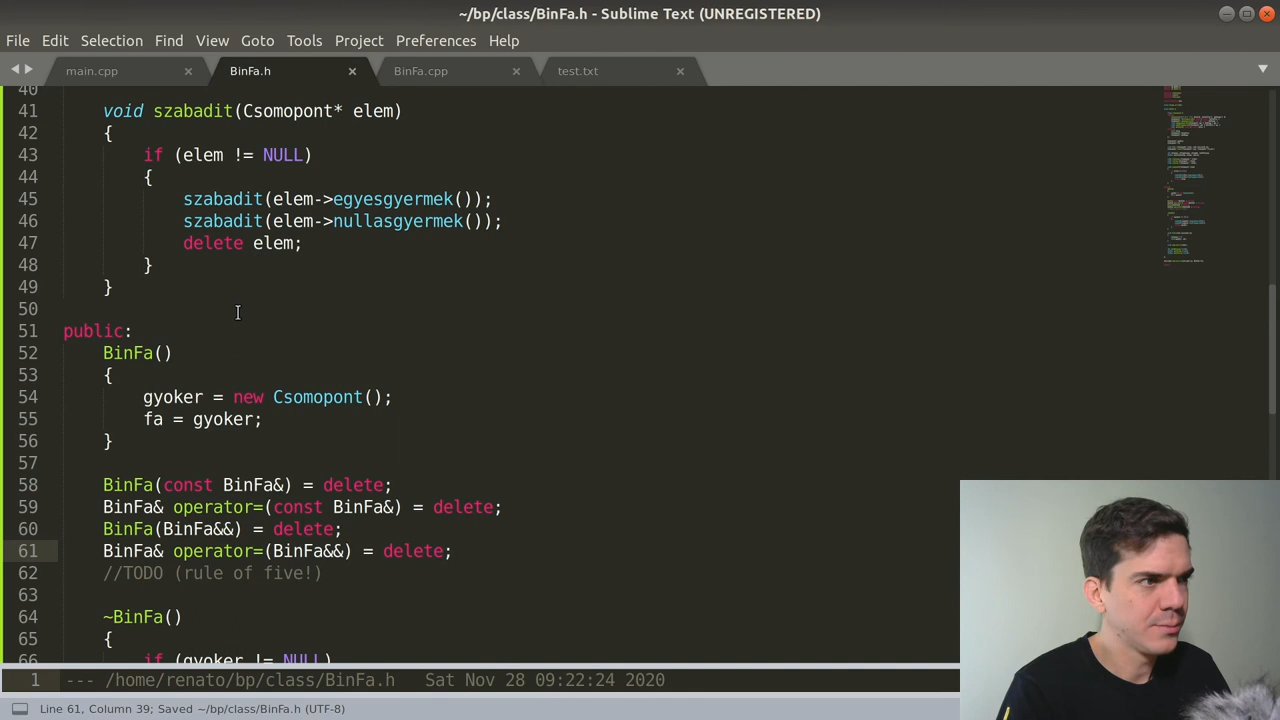 ~/bp/class/BinFa.h - Sublime Text (UNREGISTERED)
File Edit Selection Find View Goto Tools Project Preferences Help
main.cpp BinFa.h BinFa.cpp test.txt
40
41 void szabadit(Csomopont* elem)
42 {
43 if (elem != NULL)
44 {
45 szabadit(elem->egyesgyermek());
46 szabadit(elem->nullasgyermek());
47 delete elem;
48 }
49 }
50
51 public:
52 BinFa()
53 {
54 gyoker = new Csomopont();
55 fa = gyoker;
56 }
57
58 BinFa(const BinFa&) = delete;
59 BinFa& operator=(const BinFa&) = delete;
60 BinFa(BinFa&&) = delete;
61 BinFa& operator=(BinFa&&) = delete;
62 //TODO (rule of five!)
63
64 ~BinFa()
65 {
66 if (gyoker != NULL)
1 --- /home/renato/bp/class/BinFa.h Sat Nov 28 09:22:24 2020
Line 61, Column 39; Saved ~/bp/class/BinFa.h (UTF-8)